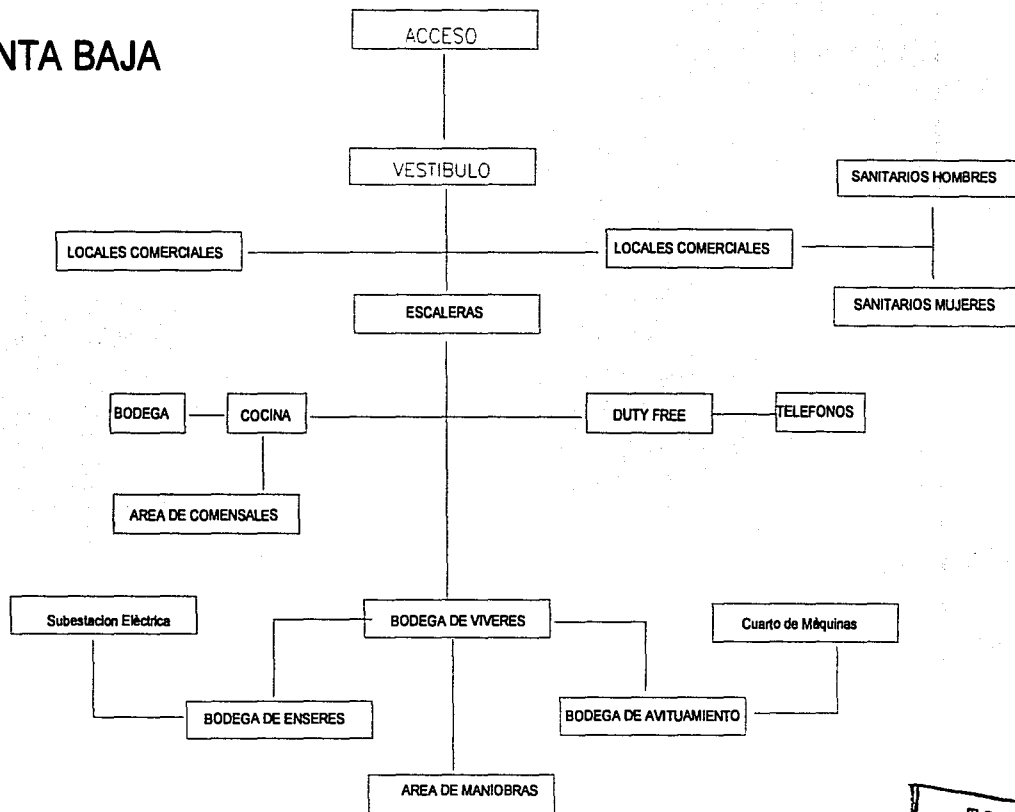 ACCESO
NTA BAJA
VESTIBULO
SANITARIOS HOMBRES
LOCALES COMERCIALES
LOCALES COMERCIALES
SANITARIOS MUJERES
ESCALERAS
BODEGA
COCINA
DUTY FREE
TELEFONOS
AREA DE COMENSALES
Subestacion Elèctrica
BODEGA DE VIVERES
Cuarto de Màquinas
BODEGA DE ENSERES
BODEGA DE AVITUAMIENTO
AREA DE MANIOBRAS